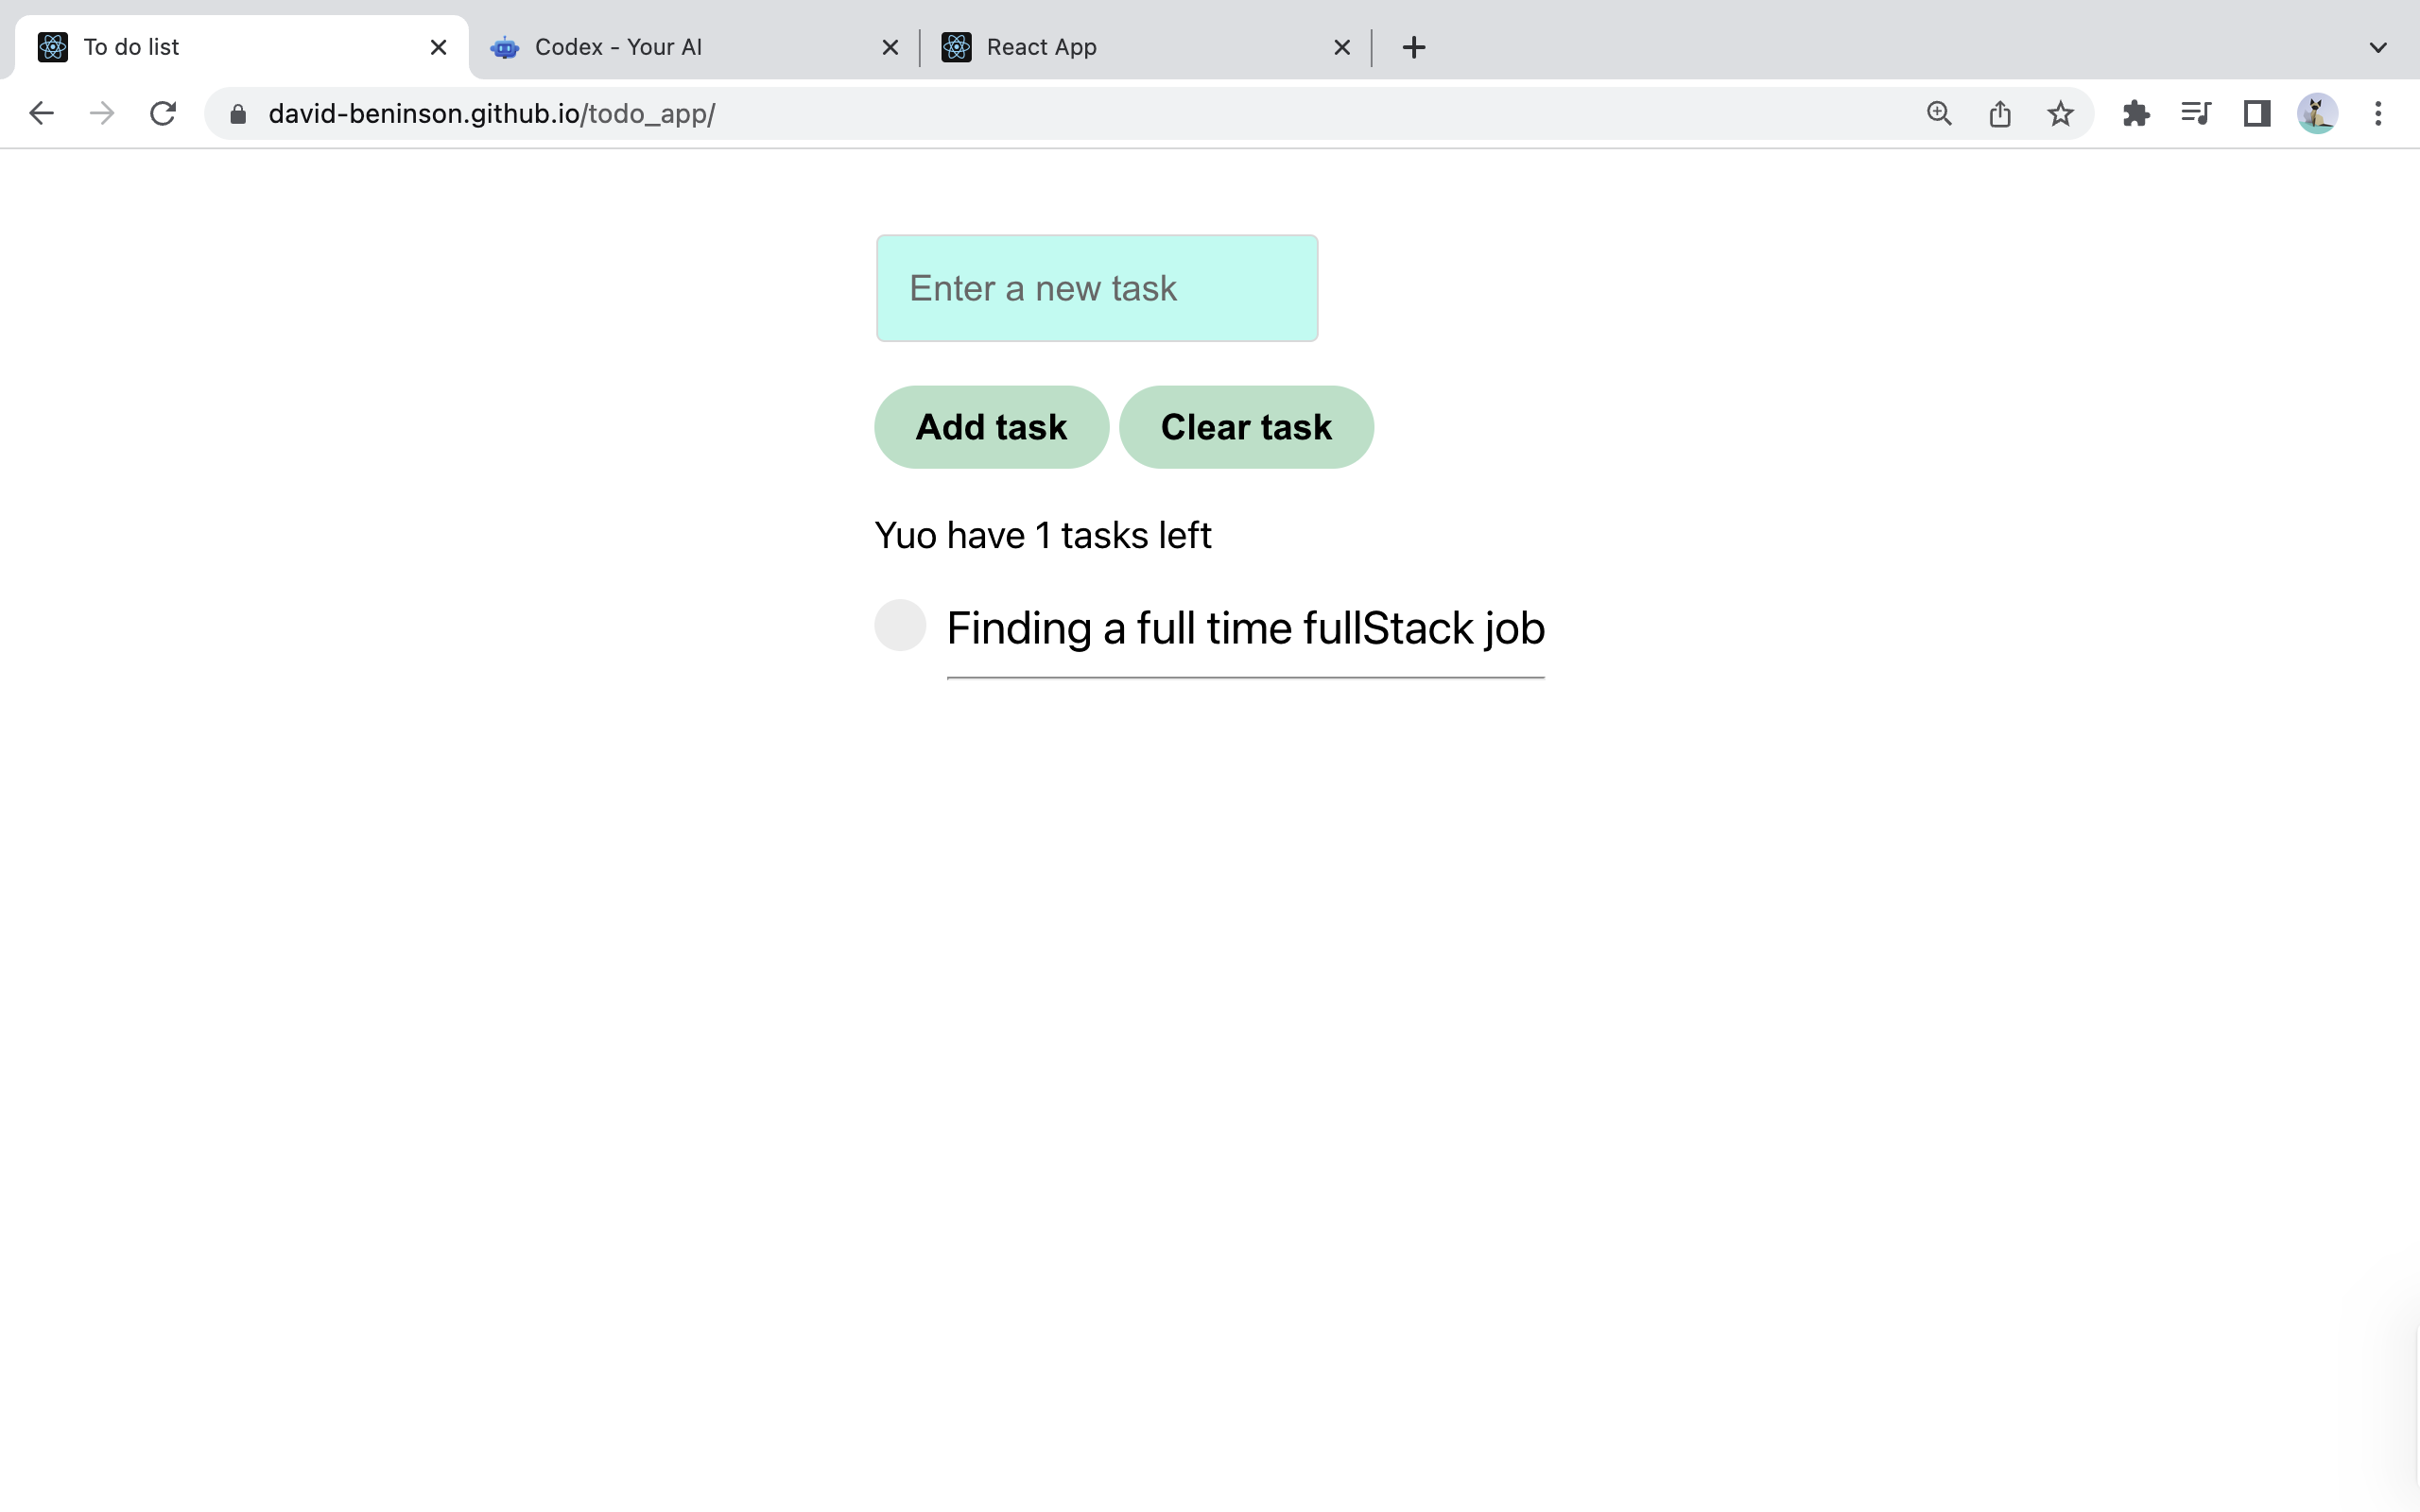 To do list
Codex - Your AI
React App
david-beninson.github.io/todo_app/
Enter a new task
Add task
Clear task
Yuo have 1 tasks left
Finding a full time fullStack job